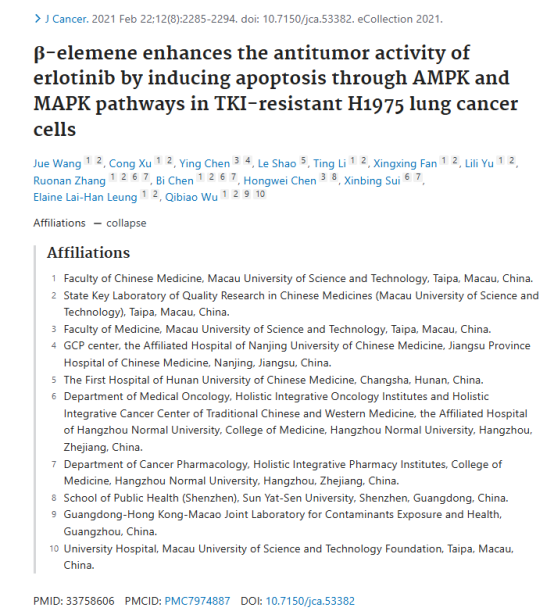 J Cancer. 2021 Feb 22;12(8):2285-2294. doi: 10.7150/jca.53382. eCollection 2021.
β-elemene enhances the antitumor activity of
erlotinib by inducing apoptosis through AMPK and
MAPK pathways in TKI-resistant H1975 lung cancer
cells
Jue Wang 1 2, Cong Xu 1 2, Ying Chen 3 4, Le Shao 5, Ting Li 1 2, Xingxing Fan 1 2, Lili Yu 1 2,
Ruonan Zhang 1 2 6 7, Bi Chen 1 2 6 7, Hongwei Chen 3 8, Xinbing Sui 6 7,
Elaine Lai-Han Leung 1 2, Qibiao Wu 1 2 9 10
Affiliations – collapse
Affiliations
1 Faculty of Chinese Medicine, Macau University of Science and Technology, Taipa, Macau, China.
2 State Key Laboratory of Quality Research in Chinese Medicines (Macau University of Science and
Technology), Taipa, Macau, China.
3 Faculty of Medicine, Macau University of Science and Technology, Taipa, Macau, China.
4 GCP center, the Affiliated Hospital of Nanjing University of Chinese Medicine, Jiangsu Province
Hospital of Chinese Medicine, Nanjing, Jiangsu, China.
5 The First Hospital of Hunan University of Chinese Medicine, Changsha, Hunan, China.
6 Department of Medical Oncology, Holistic Integrative Oncology Institutes and Holistic
Integrative Cancer Center of Traditional Chinese and Western Medicine, the Affiliated Hospital
of Hangzhou Normal University, College of Medicine, Hangzhou Normal University, Hangzhou,
Zhejiang, China.
7 Department of Cancer Pharmacology, Holistic Integrative Pharmacy Institutes, College of
Medicine, Hangzhou Normal University, Hangzhou, Zhejiang, China.
8 School of Public Health (Shenzhen), Sun Yat-Sen University, Shenzhen, Guangdong, China.
9 Guangdong-Hong Kong-Macao Joint Laboratory for Contaminants Exposure and Health,
Guangzhou, China.
10 University Hospital, Macau University of Science and Technology Foundation, Taipa, Macau,
China.
PMID: 33758606 PMCID: PMC7974887 DOI: 10.7150/jca.53382